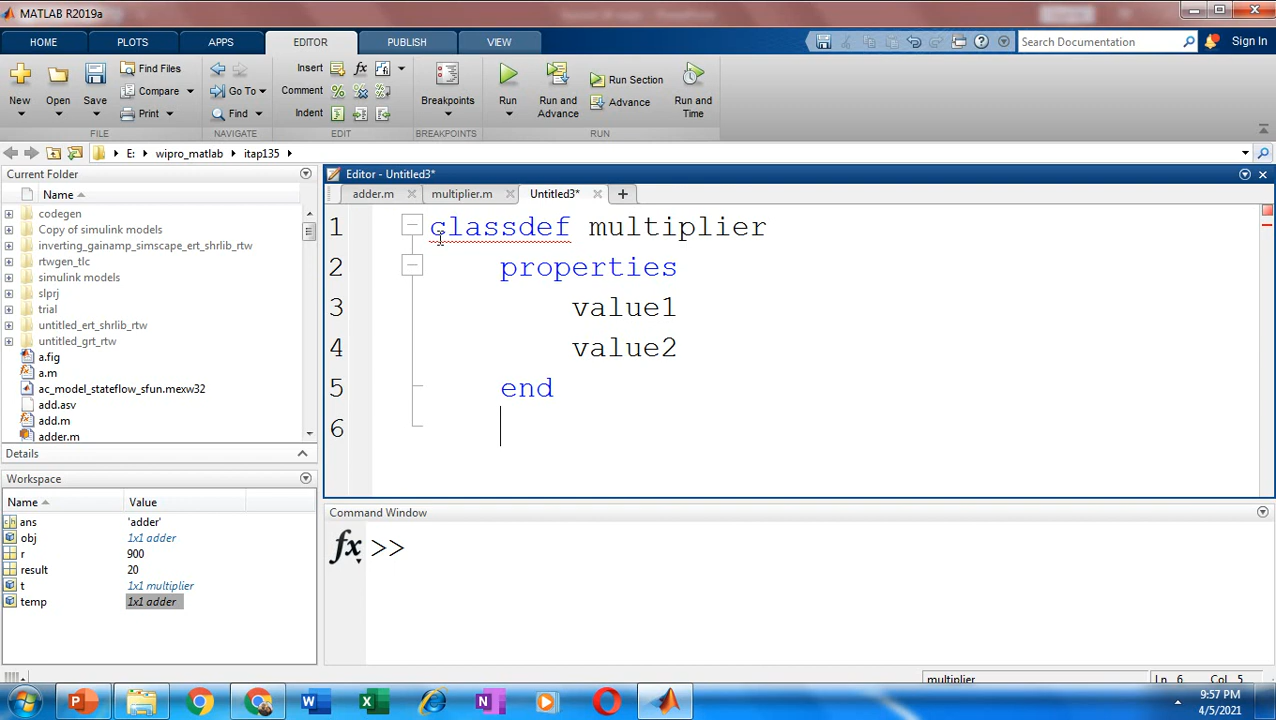 MATLAB R2019a
HOME PLOTS APPS EDITOR PUBLISH VIEW Search Documentation Sign In
New Open Save Find Files Compare Print Go To Find Insert Comment Indent Breakpoints Run Run and Advance Run Section Advance Run and Time
FILE NAVIGATE EDIT BREAKPOINTS RUN
E: wipro_matlab itap135
Current Folder
Name
codegen
Copy of simulink models
inverting_gainamp_simscape_ert_shrlib_rtw
rtwgen_tlc
simulink models
slprj
trial
untitled_ert_shrlib_rtw
untitled_grt_rtw
a.fig
a.m
ac_model_stateflow_sfun.mexw32
add.asv
add.m
adder.m
Details
Workspace
Name Value
ans 'adder'
obj 1x1 adder
r 900
result 20
t 1x1 multiplier
temp 1x1 adder
Editor - Untitled3*
adder.m multiplier.m Untitled3*
1 classdef multiplier
2 properties
3 value1
4 value2
5 end
6
Command Window
fx >>
multiplier Ln 6 Col 5
9:57 PM
4/5/2021